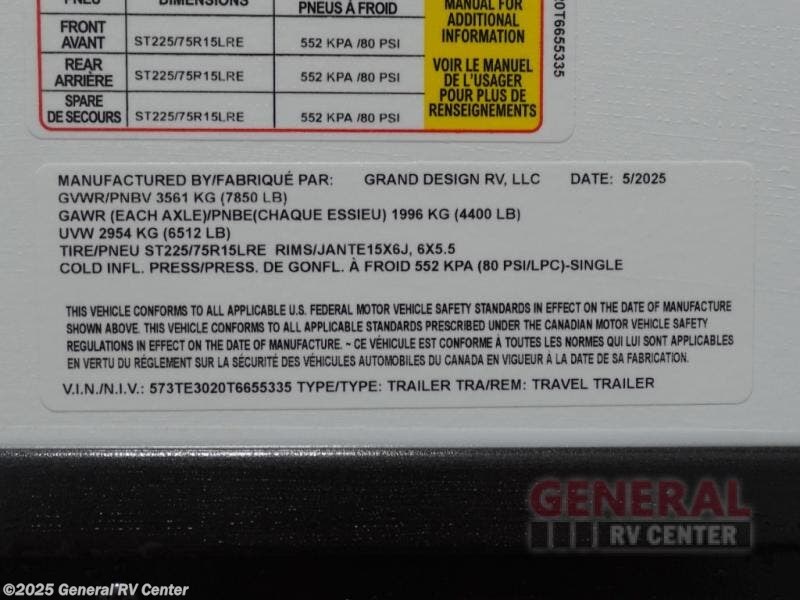 PNEU DIMENSIONS PNEUS À FROID
FRONT
AVANT ST225/75R15LRE 552 KPA /80 PSI
REAR
ARRIÈRE ST225/75R15LRE 552 KPA /80 PSI
SPARE
DE SECOURS ST225/75R15LRE 552 KPA /80 PSI
MANUAL FOR
ADDITIONAL
INFORMATION
VOIR LE MANUEL
DE L'USAGER
POUR PLUS DE
RENSEIGNEMENTS
20T6655335
MANUFACTURED BY/FABRIQUÉ PAR: GRAND DESIGN RV, LLC DATE: 5/2025
GVWR/PNBV 3561 KG (7850 LB)
GAWR (EACH AXLE)/PNBE(CHAQUE ESSIEU) 1996 KG (4400 LB)
UVW 2954 KG (6512 LB)
TIRE/PNEU ST225/75R15LRE RIMS/JANTE15X6J, 6X5.5
COLD INFL. PRESS/PRESS. DE GONFL. À FROID 552 KPA (80 PSI/LPC)-SINGLE
THIS VEHICLE CONFORMS TO ALL APPLICABLE U.S. FEDERAL MOTOR VEHICLE SAFETY STANDARDS IN EFFECT ON THE DATE OF MANUFACTURE
SHOWN ABOVE. THIS VEHICLE CONFORMS TO ALL APPLICABLE STANDARDS PRESCRIBED UNDER THE CANADIAN MOTOR VEHICLE SAFETY
REGULATIONS IN EFFECT ON THE DATE OF MANUFACTURE. ~ CE VÉHICULE EST CONFORME À TOUTES LES NORMES QUI LUI SONT APPLICABLES
EN VERTU DU RÉGLEMENT SUR LA SÉCURITÉ DES VÉHICULES AUTOMOBILES DU CANADA EN VIGUEUR À LA DATE DE SA FABRICATION.
V.I.N./N.I.V.: 573TE3020T6655335 TYPE/TYPE: TRAILER TRA/REM: TRAVEL TRAILER
GENERAL
RV CENTER
©2025 General RV Center